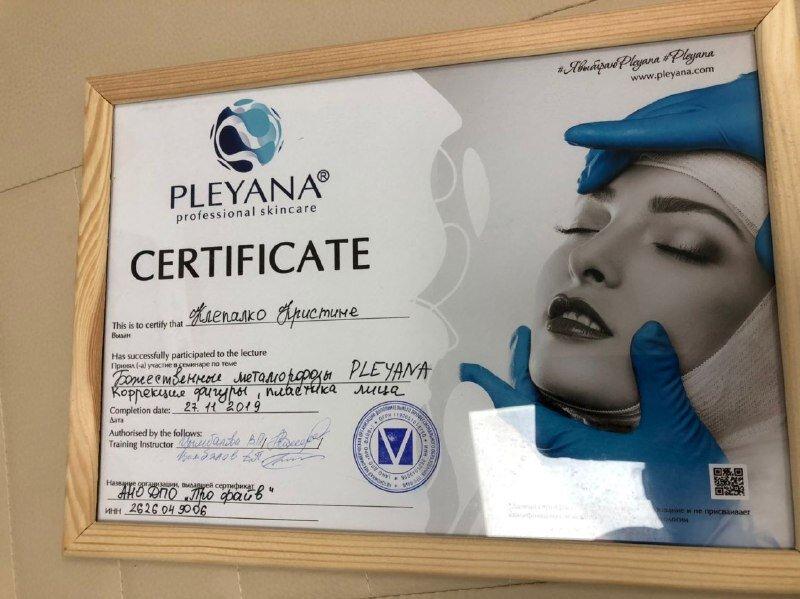 #ЯвыбираюPleyana #Pleyana
www.pleyana.com
PLEYANA®
professional skincare
CERTIFICATE
This is to certify that Клепалко Кристине
Выдан
Has successfully participated to the lecture
Принял (-а) участие в семинаре по теме
Божественные метаморфозы PLEYANA
Коррекция фигуры, пластика лица
Completion date: 27.11.2019
Дата
Authorised by the follows:
Training Instructor
Название организации, выдавшей сертификат
АНО ДПО "Про файв"
ИНН 2626049006